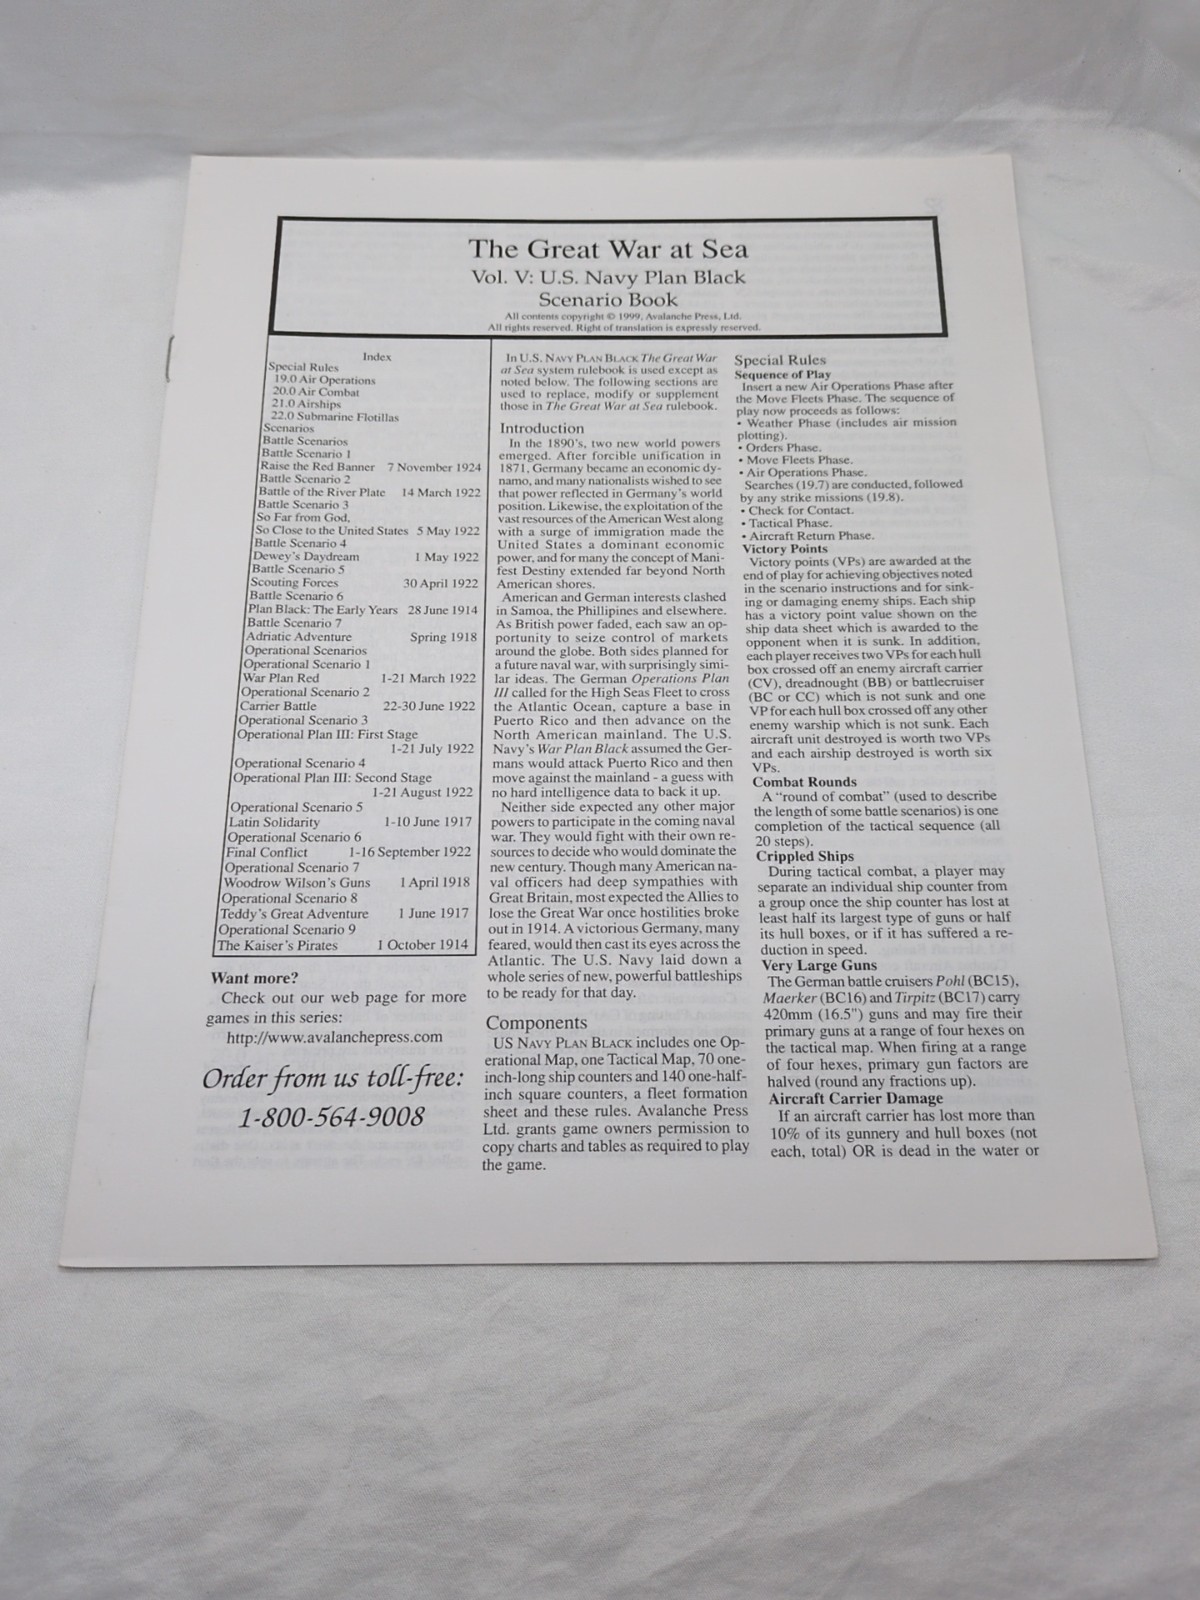 The Great War at Sea
Vol. V: U.S. Navy Plan Black
Scenario Book
All contents copyright © 1999, Avalanche Press, Ltd.
All rights reserved. Right of translation is expressly reserved.
Index
Special Rules
19.0 Air Operations
20.0 Air Combat
21.0 Airships
22.0 Submarine Flotillas
Scenarios
Battle Scenarios
Battle Scenario 1
Raise the Red Banner 7 November 1924
Battle Scenario 2
Battle of the River Plate 14 March 1922
Battle Scenario 3
So Far from God,
So Close to the United States 5 May 1922
Battle Scenario 4
Dewey's Daydream 1 May 1922
Battle Scenario 5
Scouting Forces 30 April 1922
Battle Scenario 6
Plan Black: The Early Years 28 June 1914
Battle Scenario 7
Adriatic Adventure Spring 1918
Operational Scenarios
Operational Scenario 1
War Plan Red 1-21 March 1922
Operational Scenario 2
Carrier Battle 22-30 June 1922
Operational Scenario 3
Operational Plan III: First Stage
1-21 July 1922
Operational Scenario 4
Operational Plan III: Second Stage
1-21 August 1922
Operational Scenario 5
Latin Solidarity 1-10 June 1917
Operational Scenario 6
Final Conflict 1-16 September 1922
Operational Scenario 7
Woodrow Wilson's Guns 1 April 1918
Operational Scenario 8
Teddy's Great Adventure 1 June 1917
Operational Scenario 9
The Kaiser's Pirates 1 October 1914
Want more?
Check out our web page for more
games in this series:
http://www.avalanchepress.com
Order from us toll-free:
1-800-564-9008
In U.S. NAVY PLAN BLACK The Great War
at Sea system rulebook is used except as
noted below. The following sections are
used to replace, modify or supplement
those in The Great War at Sea rulebook.
Introduction
In the 1890's, two new world powers
emerged. After forcible unification in
1871, Germany became an economic dy-
namo, and many nationalists wished to see
that power reflected in Germany's world
position. Likewise, the exploitation of the
vast resources of the American West along
with a surge of immigration made the
United States a dominant economic
power, and for many the concept of Mani-
fest Destiny extended far beyond North
American shores.
American and German interests clashed
in Samoa, the Phillipines and elsewhere.
As British power faded, each saw an op-
portunity to seize control of markets
around the globe. Both sides planned for
a future naval war, with surprisingly simi-
lar ideas. The German Operations Plan
III called for the High Seas Fleet to cross
the Atlantic Ocean, capture a base in
Puerto Rico and then advance on the
North American mainland. The U.S.
Navy's War Plan Black assumed the Ger-
mans would attack Puerto Rico and then
move against the mainland - a guess with
no hard intelligence data to back it up.
Neither side expected any other major
powers to participate in the coming naval
war. They would fight with their own re-
sources to decide who would dominate the
new century. Though many American na-
val officers had deep sympathies with
Great Britain, most expected the Allies to
lose the Great War once hostilities broke
out in 1914. A victorious Germany, many
feared, would then cast its eyes across the
Atlantic. The U.S. Navy laid down a
whole series of new, powerful battleships
to be ready for that day.
Components
US NAVY PLAN BLACK includes one Op-
erational Map, one Tactical Map, 70 one-
inch-long ship counters and 140 one-half-
inch square counters, a fleet formation
sheet and these rules. Avalanche Press
Ltd. grants game owners permission to
copy charts and tables as required to play
the game.
Special Rules
Sequence of Play
Insert a new Air Operations Phase after
the Move Fleets Phase. The sequence of
play now proceeds as follows:
• Weather Phase (includes air mission
plotting).
• Orders Phase.
• Move Fleets Phase.
• Air Operations Phase.
Searches (19.7) are conducted, followed
by any strike missions (19.8).
• Check for Contact.
• Tactical Phase.
• Aircraft Return Phase.
Victory Points
Victory points (VPs) are awarded at the
end of play for achieving objectives noted
in the scenario instructions and for sink-
ing or damaging enemy ships. Each ship
has a victory point value shown on the
ship data sheet which is awarded to the
opponent when it is sunk. In addition,
each player receives two VPs for each hull
box crossed off an enemy aircraft carrier
(CV), dreadnought (BB) or battlecruiser
(BC or CC) which is not sunk and one
VP for each hull box crossed off any other
enemy warship which is not sunk. Each
aircraft unit destroyed is worth two VPs
and each airship destroyed is worth six
VPs.
Combat Rounds
A “round of combat” (used to describe
the length of some battle scenarios) is one
completion of the tactical sequence (all
20 steps).
Crippled Ships
During tactical combat, a player may
separate an individual ship counter from
a group once the ship counter has lost at
least half its largest type of guns or half
its hull boxes, or if it has suffered a re-
duction in speed.
Very Large Guns
The German battle cruisers Pohl (BC15),
Maerker (BC16) and Tirpitz (BC17) carry
420mm (16.5") guns and may fire their
primary guns at a range of four hexes on
the tactical map. When firing at a range
of four hexes, primary gun factors are
halved (round any fractions up).
Aircraft Carrier Damage
If an aircraft carrier has lost more than
10% of its gunnery and hull boxes (not
each, total) OR is dead in the water or